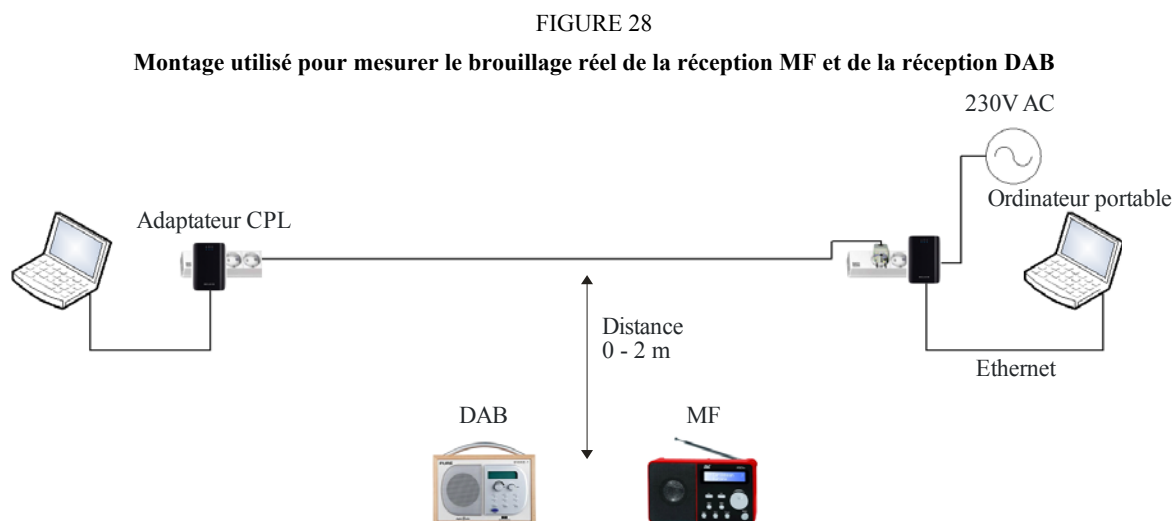 FIGURE 28
Montage utilisé pour mesurer le brouillage réel de la réception MF et de la réception DAB
230V AC
Adaptateur CPL
Ordinateur portable
Distance
0 - 2 m
Ethernet
DAB
MF
PURE